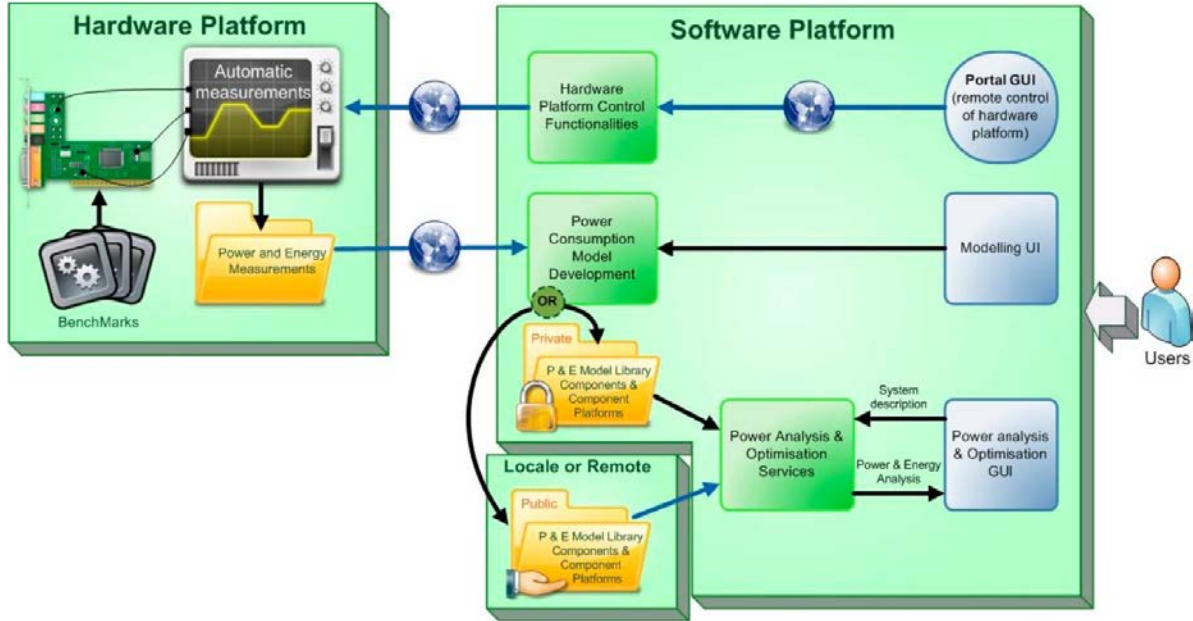 Hardware Platform
Automatic
measurements
Power and Energy
Measurements
BenchMarks
Software Platform
Hardware
Platform Control
Functionalities
Portal GUI
(remote control
of hardware
platform)
Power
Consumption
Model
Development
Modelling UI
OR
Private
P & E Model Library
Components &
Component
Platforms
Users
System
description
Power Analysis &
Optimisation
Services
Power analysis
& Optimisation
GUI
Power & Energy
Analysis
Locale or Remote
Public
P & E Model Library
Components &
Component
Platforms